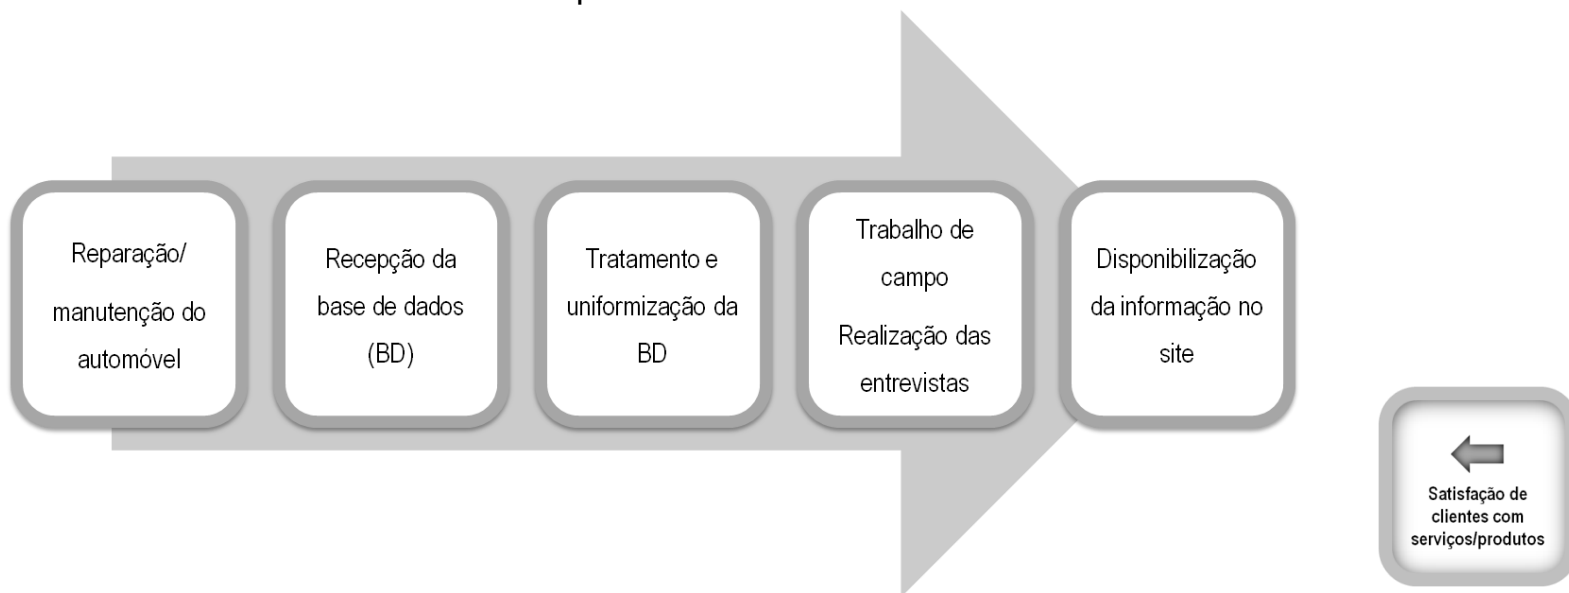 Reparação/
manutenção do
automóvel
Recepção da
base de dados
(BD)
Tratamento e
uniformização da
BD
Trabalho de
campo
Realização das
entrevistas
Disponibilização
da informação no
site
Satisfação de
clientes com
serviços/produtos